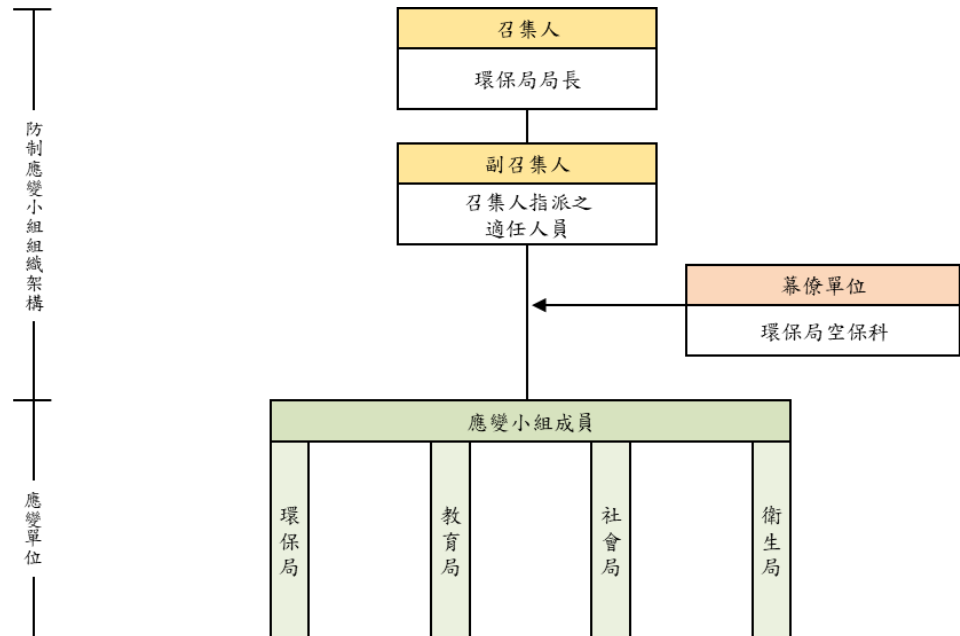 召集人
環保局局長
副召集人
召集人指派之
適任人員
幕僚單位
環保局空保科
防制應變小組組織架構
應變小組成員
應變單位
環保局
教育局
社會局
衛生局